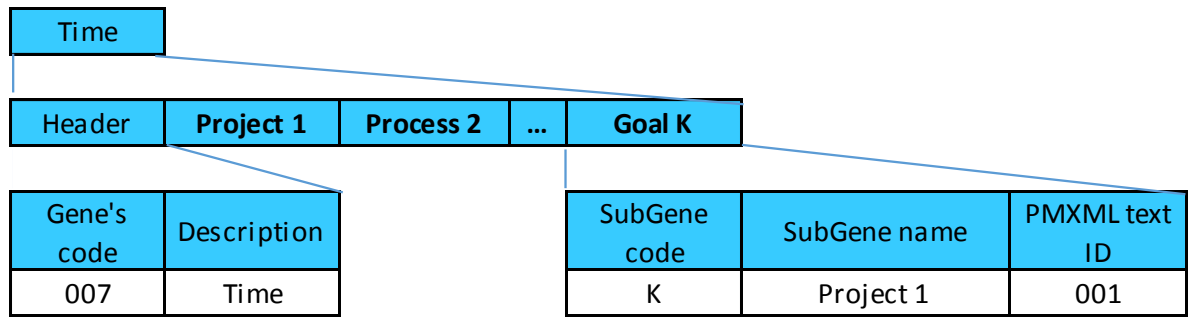 Time
Header Project 1 Process 2 ... Goal K
Gene's code Description SubGene code SubGene name PMXML text ID
007 Time K Project 1 001